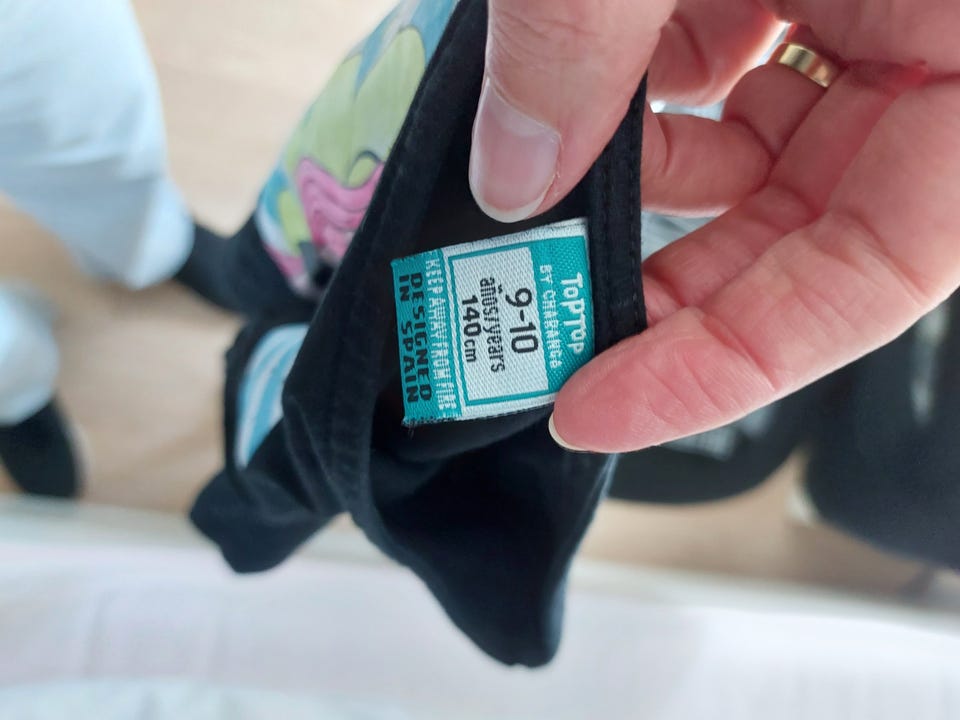 ToPToP
BY CHARANGA
9-10
años/years
140cm
KEEP AWAY FROM FIRE
DESIGNED
IN SPAIN